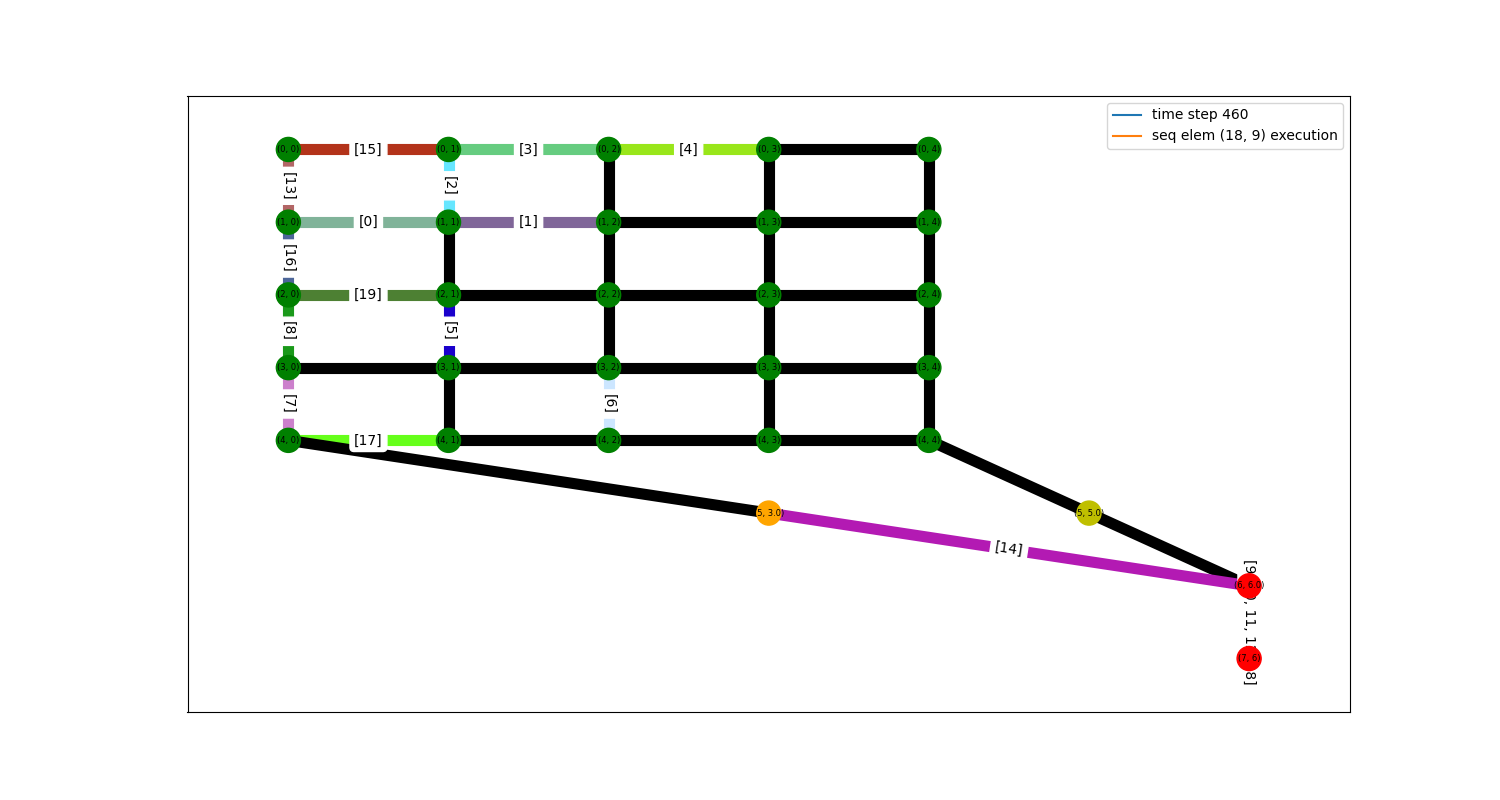 time step 460
seq elem (18, 9) execution
(0, 0) [15] (0, 1) [3] (0, 2) [4] (0, 3) (0, 4)
[13] [2]
(1, 0) [0] (1, 1) [1] (1, 2) (1, 3) (1, 4)
[16]
(2, 0) [19] (2, 1) (2, 2) (2, 3) (2, 4)
[8] [5]
(3, 0) (3, 1) (3, 2) (3, 3) (3, 4)
[7] [6]
(4, 0) [17] (4, 1) (4, 2) (4, 3) (4, 4)
(5, 3.0) (5, 5.0)
[14]
(6, 6.0)
11,
(7, 6)